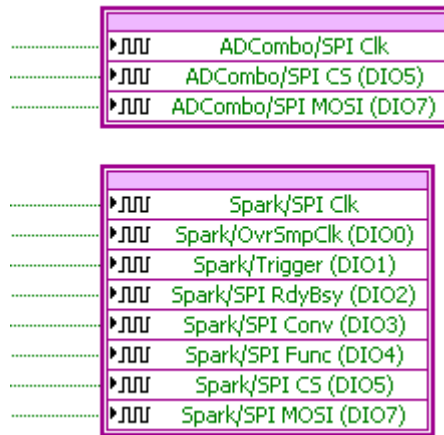 ADCombo/SPI Clk
ADCombo/SPI CS (DIO5)
ADCombo/SPI MOSI (DIO7)
Spark/SPI Clk
Spark/OvrSmpClk (DIO0)
Spark/Trigger (DIO1)
Spark/SPI RdyBsy (DIO2)
Spark/SPI Conv (DIO3)
Spark/SPI Func (DIO4)
Spark/SPI CS (DIO5)
Spark/SPI MOSI (DIO7)